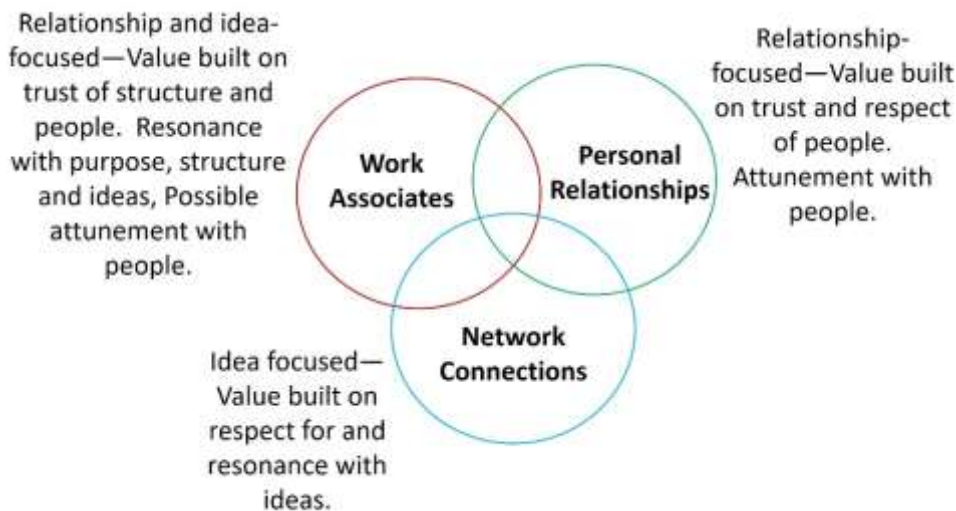 Relationship and idea-
focused—Value built on
trust of structure and
people.  Resonance
with purpose, structure
and ideas, Possible
attunement with
people.
Work
Associates
Personal
Relationships
Relationship-
focused—Value built
on trust and respect
of people.
Attunement with
people.
Network
Connections
Idea focused—
Value built on
respect for and
resonance with
ideas.